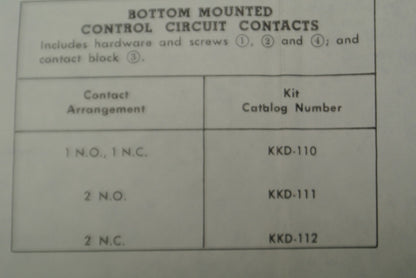 BOTTOM MOUNTED
CONTROL CIRCUIT CONTACTS
Includes hardware and screws ①, ② and ④; and
contact block ③.
Contact
Arrangement
Kit
Catalog Number
1 N.O., 1 N.C.
KKD-110
2 N.O.
KKD-111
2 N.C.
KKD-112